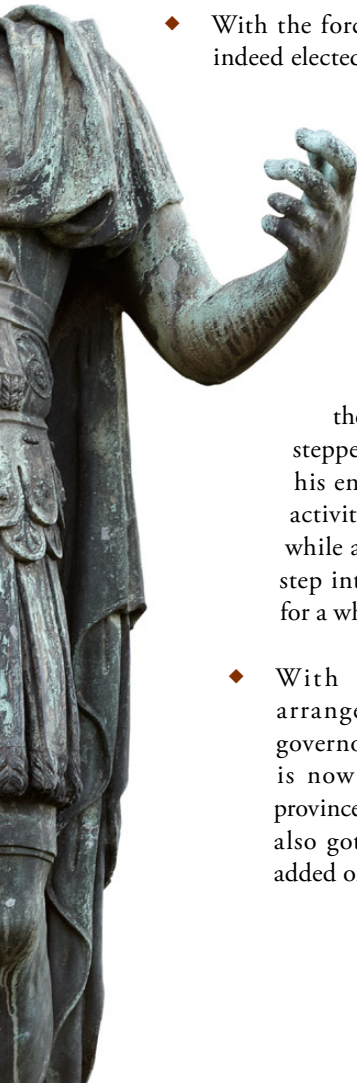 With the forc
indeed elected
the
steppe
his en
activit
while a
step int
for a wh
With
arrange
governo
is now
province
also got
added o